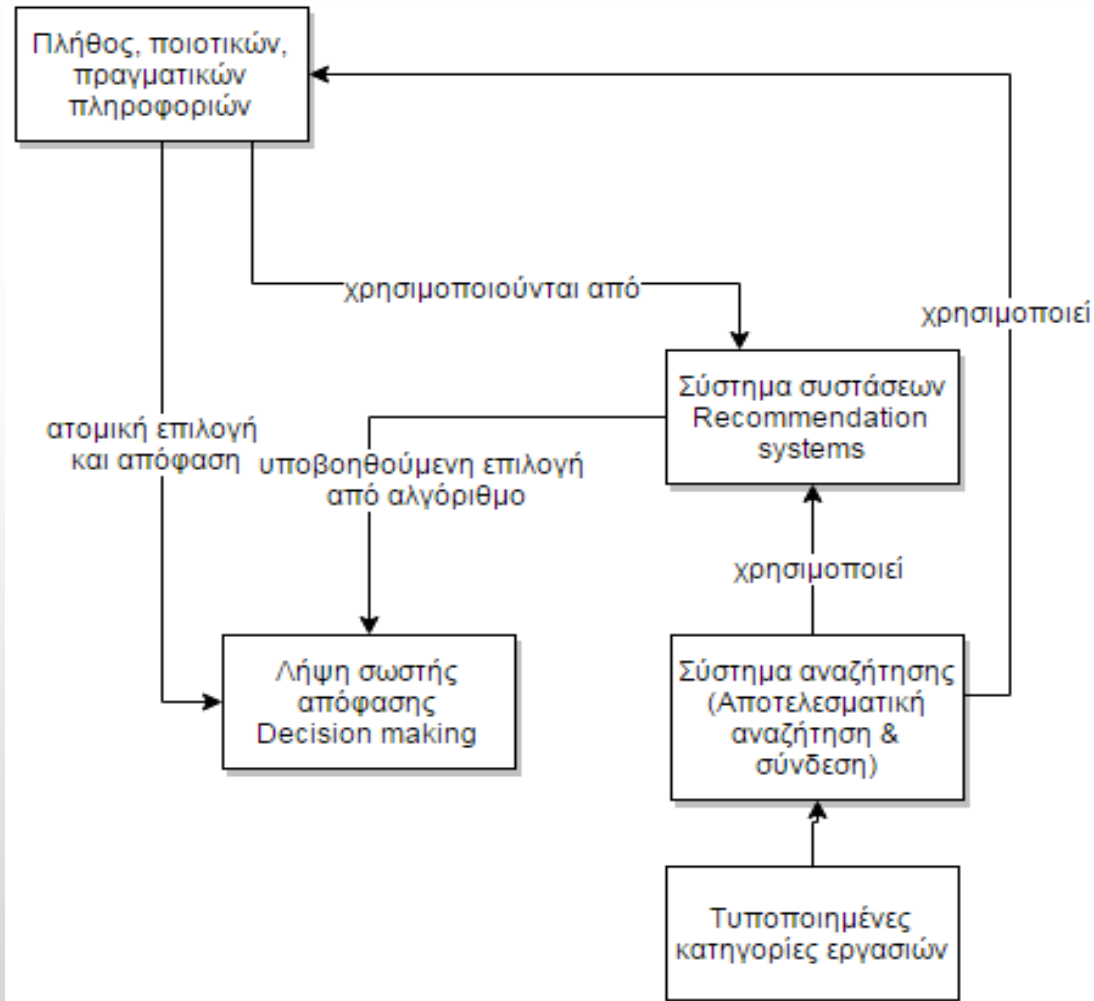 Πλήθος, ποιοτικών,
πραγματικών
πληροφοριών
χρησιμοποιούνται από
χρησιμοποιεί
Σύστημα συστάσεων
Recommendation
systems
ατομική επιλογή
και απόφαση
υποβοηθούμενη επιλογή
από αλγόριθμο
χρησιμοποιεί
Λήψη σωστής
απόφασης
Decision making
Σύστημα αναζήτησης
(Αποτελεσματική
αναζήτηση &
σύνδεση)
Τυποποιημένες
κατηγορίες εργασιών